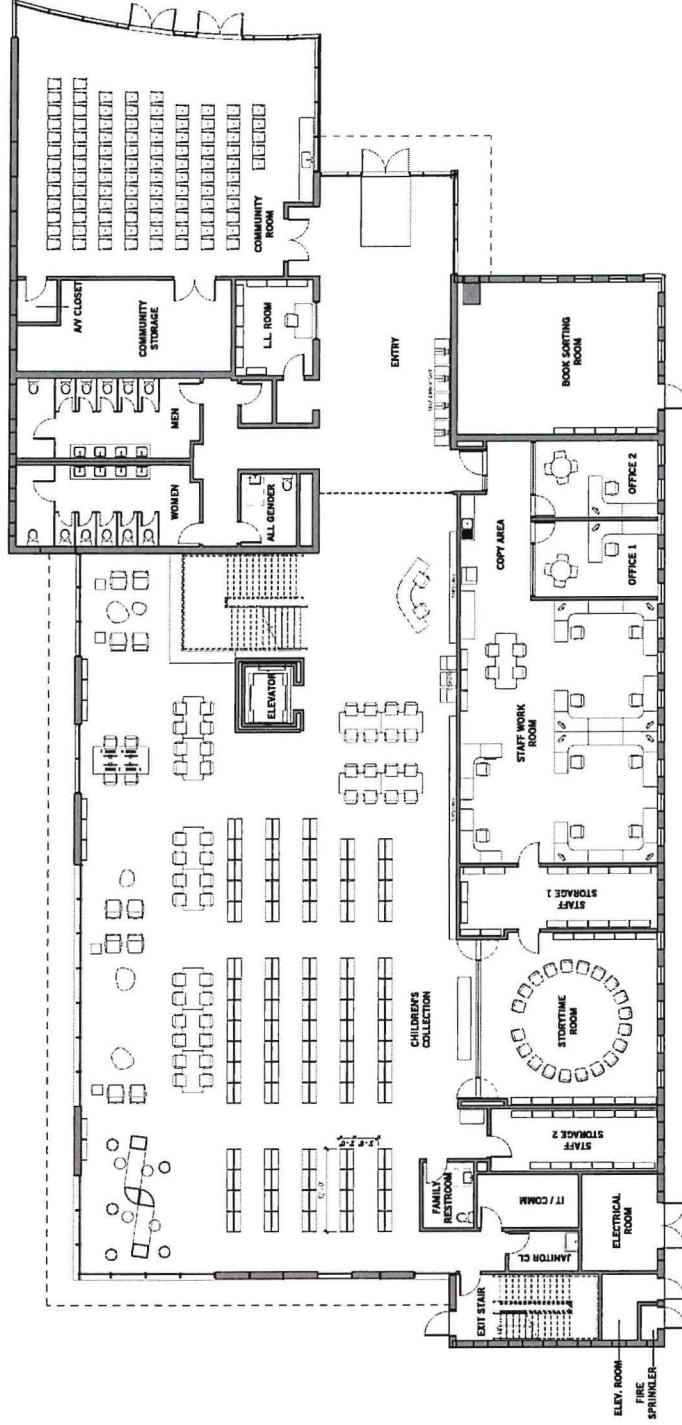 A/V CLOSET
COMMUNITY
STORAGE
COMMUNITY
ROOM
L.L. ROOM
MEN
WOMEN
ALL GENDER
ENTRY
BOOK SORTING
ROOM
COPY AREA
OFFICE 2
OFFICE 1
ELEVATOR
STAFF WORK
ROOM
STAFF
STORAGE 1
CHILDREN'S
COLLECTION
STORYTIME
ROOM
STAFF
STORAGE 2
FAMILY
RESTROOM
IT / COMM
JANITOR CL
ELECTRICAL
ROOM
EXIT STAIR
ELEV. ROOM
FIRE
SPRINKLER